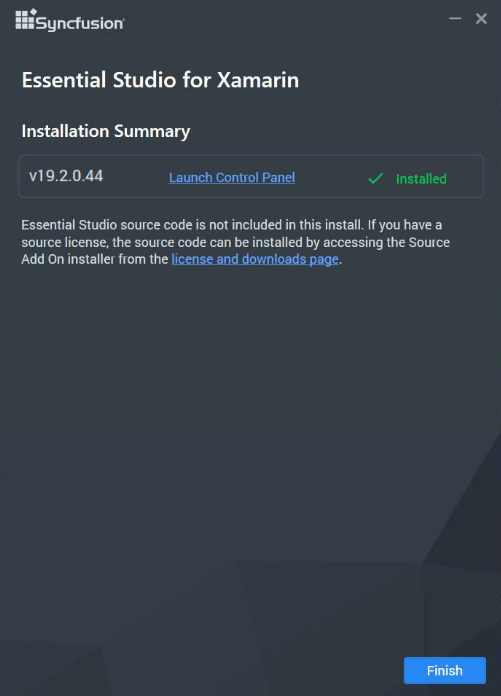 Syncfusion
Essential Studio for Xamarin
Installation Summary
v19.2.0.44 Launch Control Panel Installed
Essential Studio source code is not included in this install. If you have a
source license, the source code can be installed by accessing the Source
Add On installer from the license and downloads page.
Finish